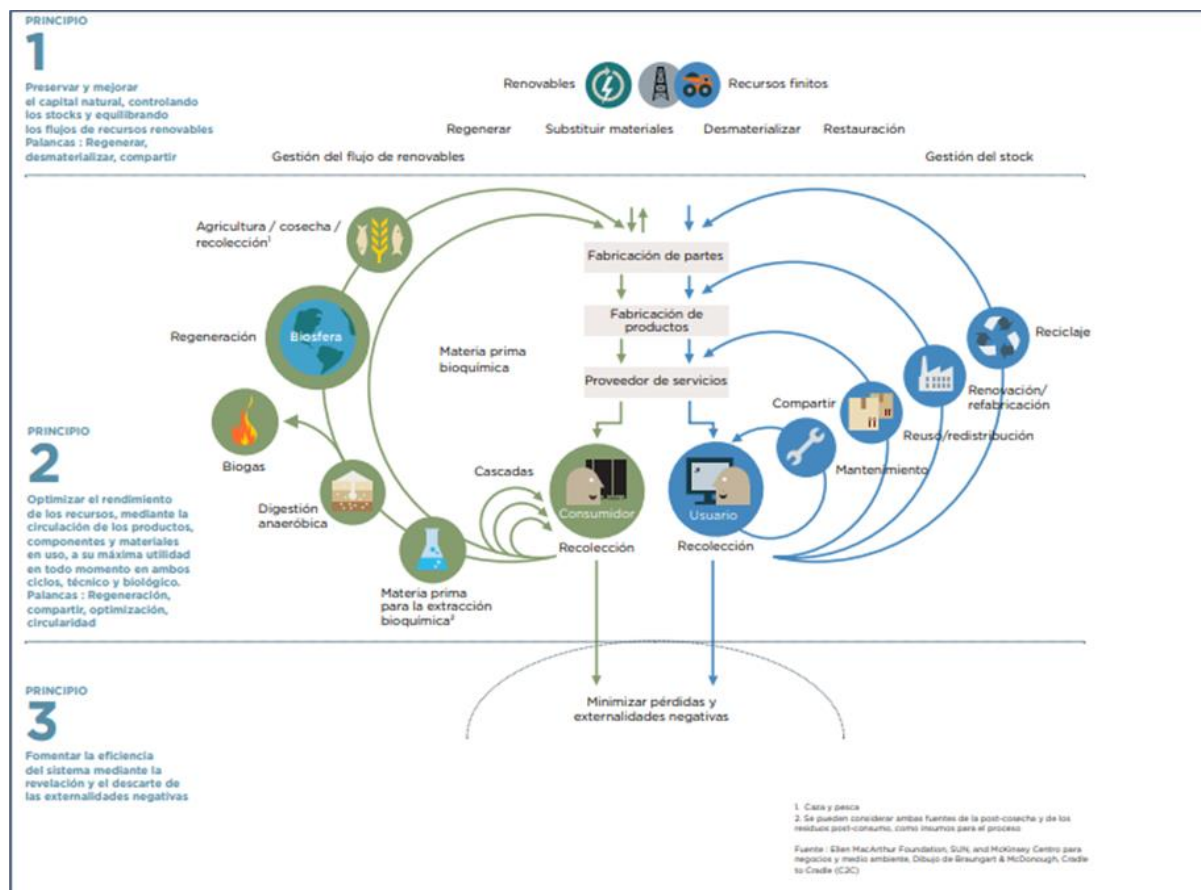 PRINCIPIO
1
Preservar y mejorar
el capital natural, controlando
los stocks y equilibrando
los flujos de recursos renovables
Palancas : Regenerar,
desmaterializar, compartir
Renovables
Recursos finitos
Regenerar
Substituir materiales
Desmaterializar
Restauración
Gestión del flujo de renovables
Gestión del stock
Agricultura / cosecha /
recolección¹
Fabricación de partes
Regeneración
Biosfera
Fabricación de
productos
Reciclaje
Materia prima
bioquímica
Proveedor de servicios
Renovación/
refabricación
Compartir
Reuso/redistribución
Mantenimiento
PRINCIPIO
2
Optimizar el rendimiento
de los recursos, mediante la
circulación de los productos,
componentes y materiales
en uso, a su máxima utilidad
en todo momento en ambos
ciclos, técnico y biológico.
Palancas : Regeneración,
compartir, optimización,
circularidad
Biogas
Cascadas
Digestión
anaeróbica
Consumidor
Usuario
Recolección
Recolección
Materia prima
para la extracción
bioquímica²
PRINCIPIO
3
Fomentar la eficiencia
del sistema mediante la
revelación y el descarte de
las externalidades negativas
Minimizar pérdidas y
externalidades negativas
1. Caza y pesca
2. Se pueden considerar ambas fuentes de la post-cosecha y de los
residuos post-consumo, como insumos para el proceso
Fuente : Ellen MacArthur Foundation, SUN, and McKinsey Centro para
negocios y medio ambiente, Dibujo de Braungart & McDonough, Cradle
to Cradle (C2C)